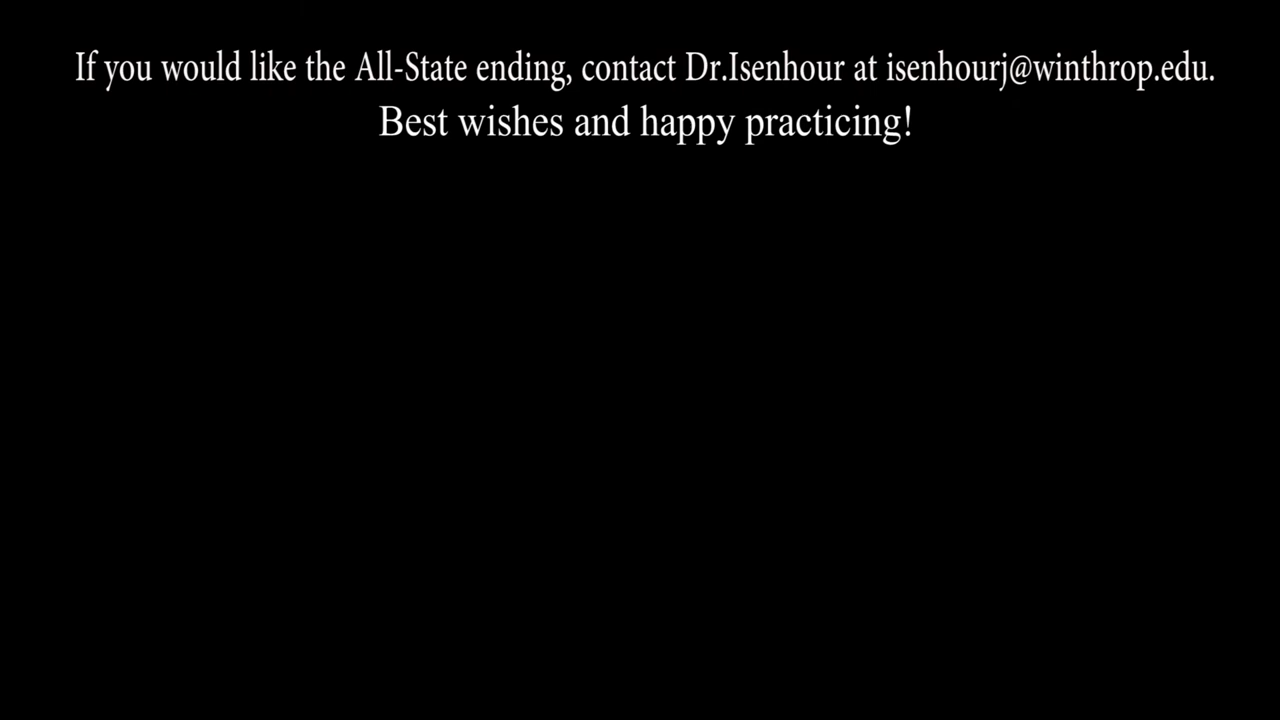 If you would like the All-State ending, contact Dr.Isenhour at isenhourj@winthrop.edu.
Best wishes and happy practicing!